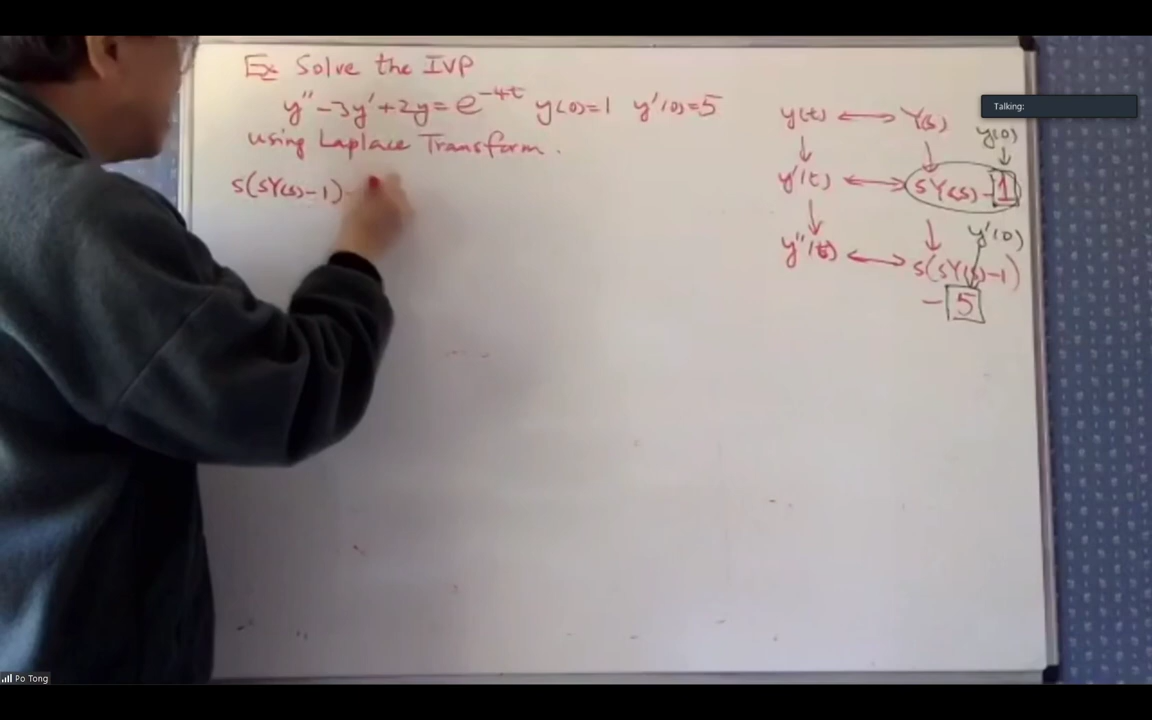 Ex Solve the IVP
y'' - 3y' + 2y = e^{-4t} y(0)=1 y'(0)=5
using Laplace Transform.
s(sY(s)-1) -
y(t) ↔ Y(s)
y(0)
↓ ↓ ↓
y'(t) ↔ sY(s) - 1
↓ ↓ y'(0)
y''(t) ↔ s(sY(s)-1)
- 5
Talking:
Po Tong